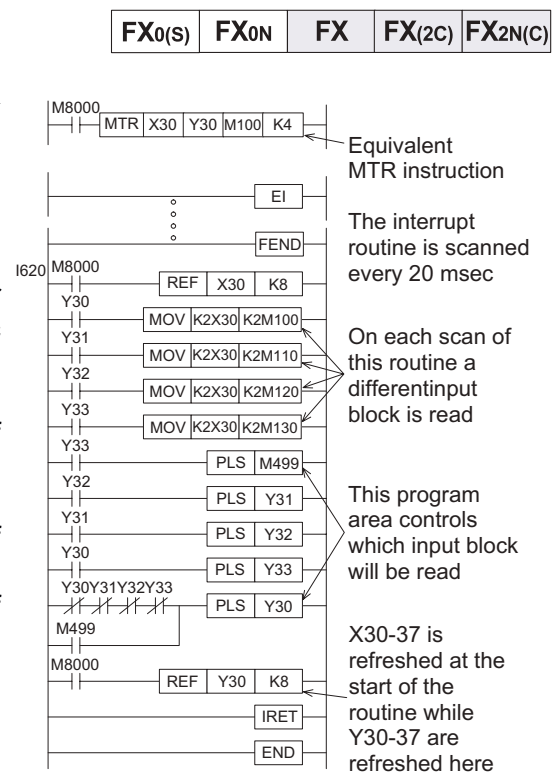 FX0(S) FX0N FX FX(2C) FX2N(C)
M8000
MTR X30 Y30 M100 K4
Equivalent
MTR instruction
EI
FEND
The interrupt
routine is scanned
every 20 msec
I620 M8000
REF X30 K8
Y30
MOV K2X30 K2M100
Y31
MOV K2X30 K2M110
Y32
MOV K2X30 K2M120
Y33
MOV K2X30 K2M130
On each scan of
this routine a
differentinput
block is read
Y33
PLS M499
Y32
PLS Y31
Y31
PLS Y32
Y30
PLS Y33
Y30Y31Y32Y33
PLS Y30
M499
This program
area controls
which input block
will be read
M8000
REF Y30 K8
IRET
END
X30-37 is
refreshed at the
start of the
routine while
Y30-37 are
refreshed here